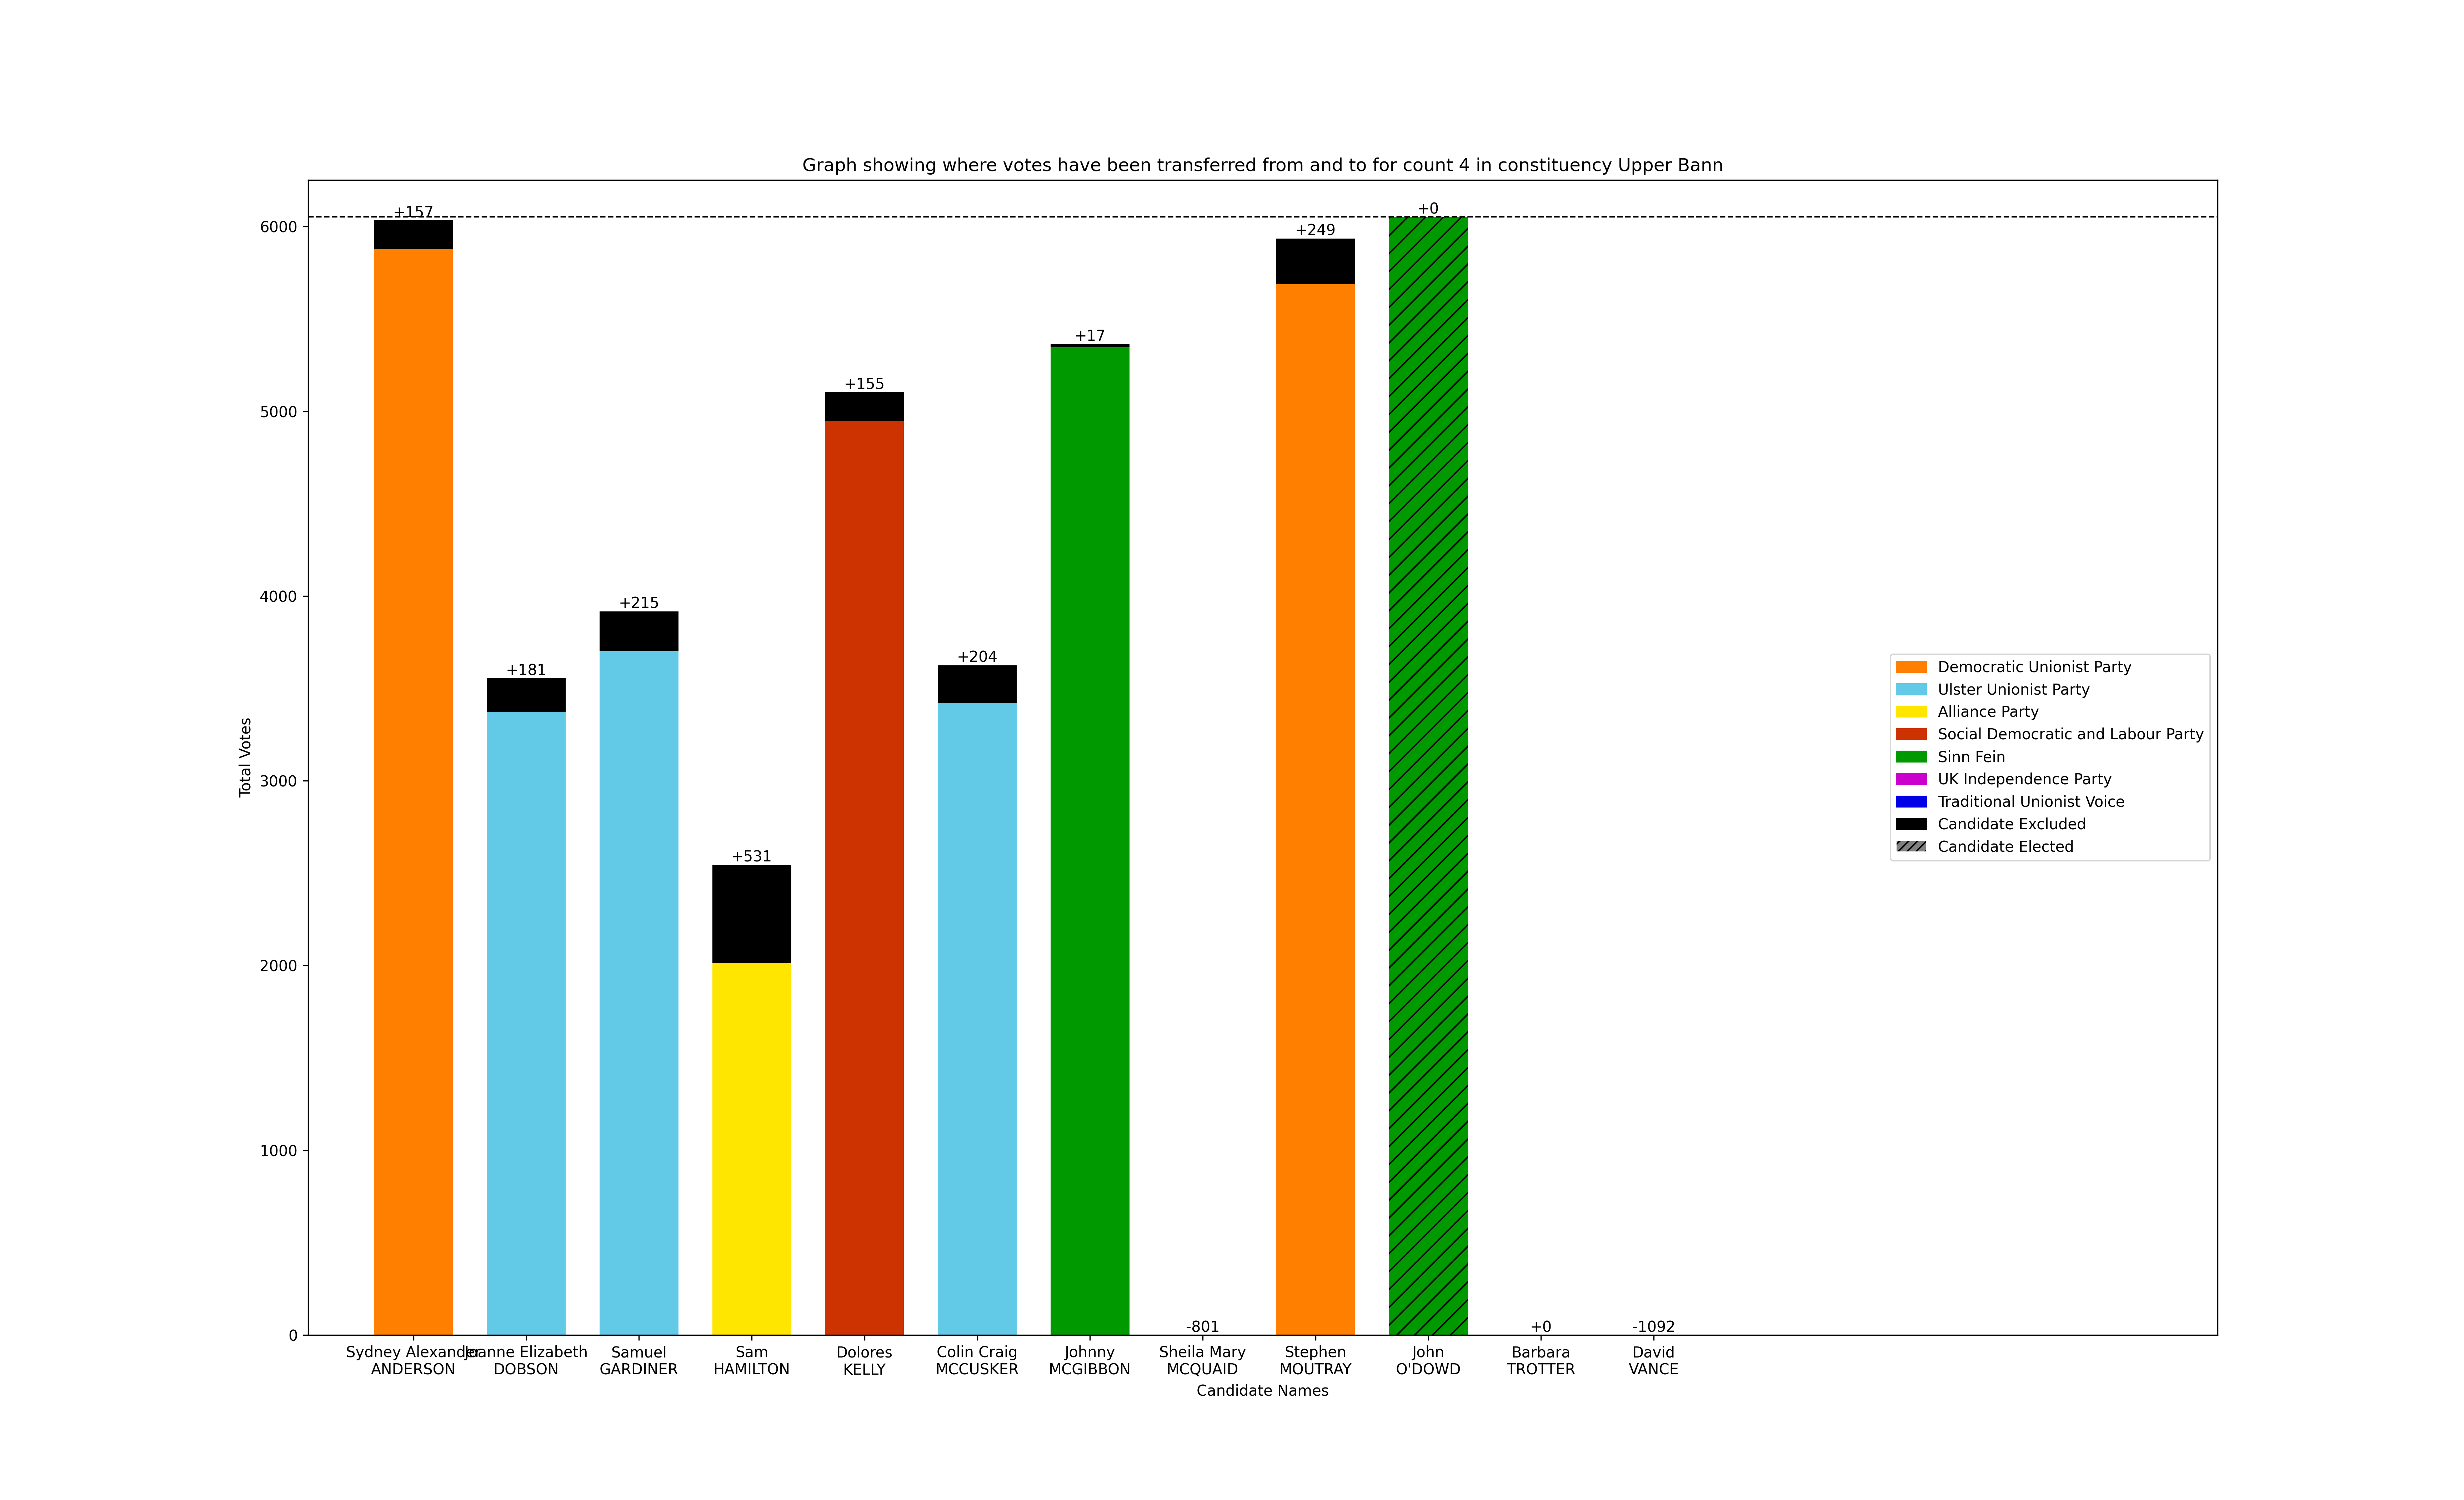 Graph showing where votes have been transferred from and to for count 4 in constituency Upper Bann
Total Votes
6000
5000
4000
3000
2000
1000
0
+157
+181
+215
+531
+155
+204
+17
-801
+249
+0
+0
-1092
Sydney Alexander
ANDERSON
Joanne Elizabeth
DOBSON
Samuel
GARDINER
Sam
HAMILTON
Dolores
KELLY
Colin Craig
MCCUSKER
Johnny
MCGIBBON
Sheila Mary
MCQUAID
Stephen
MOUTRAY
John
O'DOWD
Barbara
TROTTER
David
VANCE
Candidate Names
Democratic Unionist Party
Ulster Unionist Party
Alliance Party
Social Democratic and Labour Party
Sinn Fein
UK Independence Party
Traditional Unionist Voice
Candidate Excluded
Candidate Elected